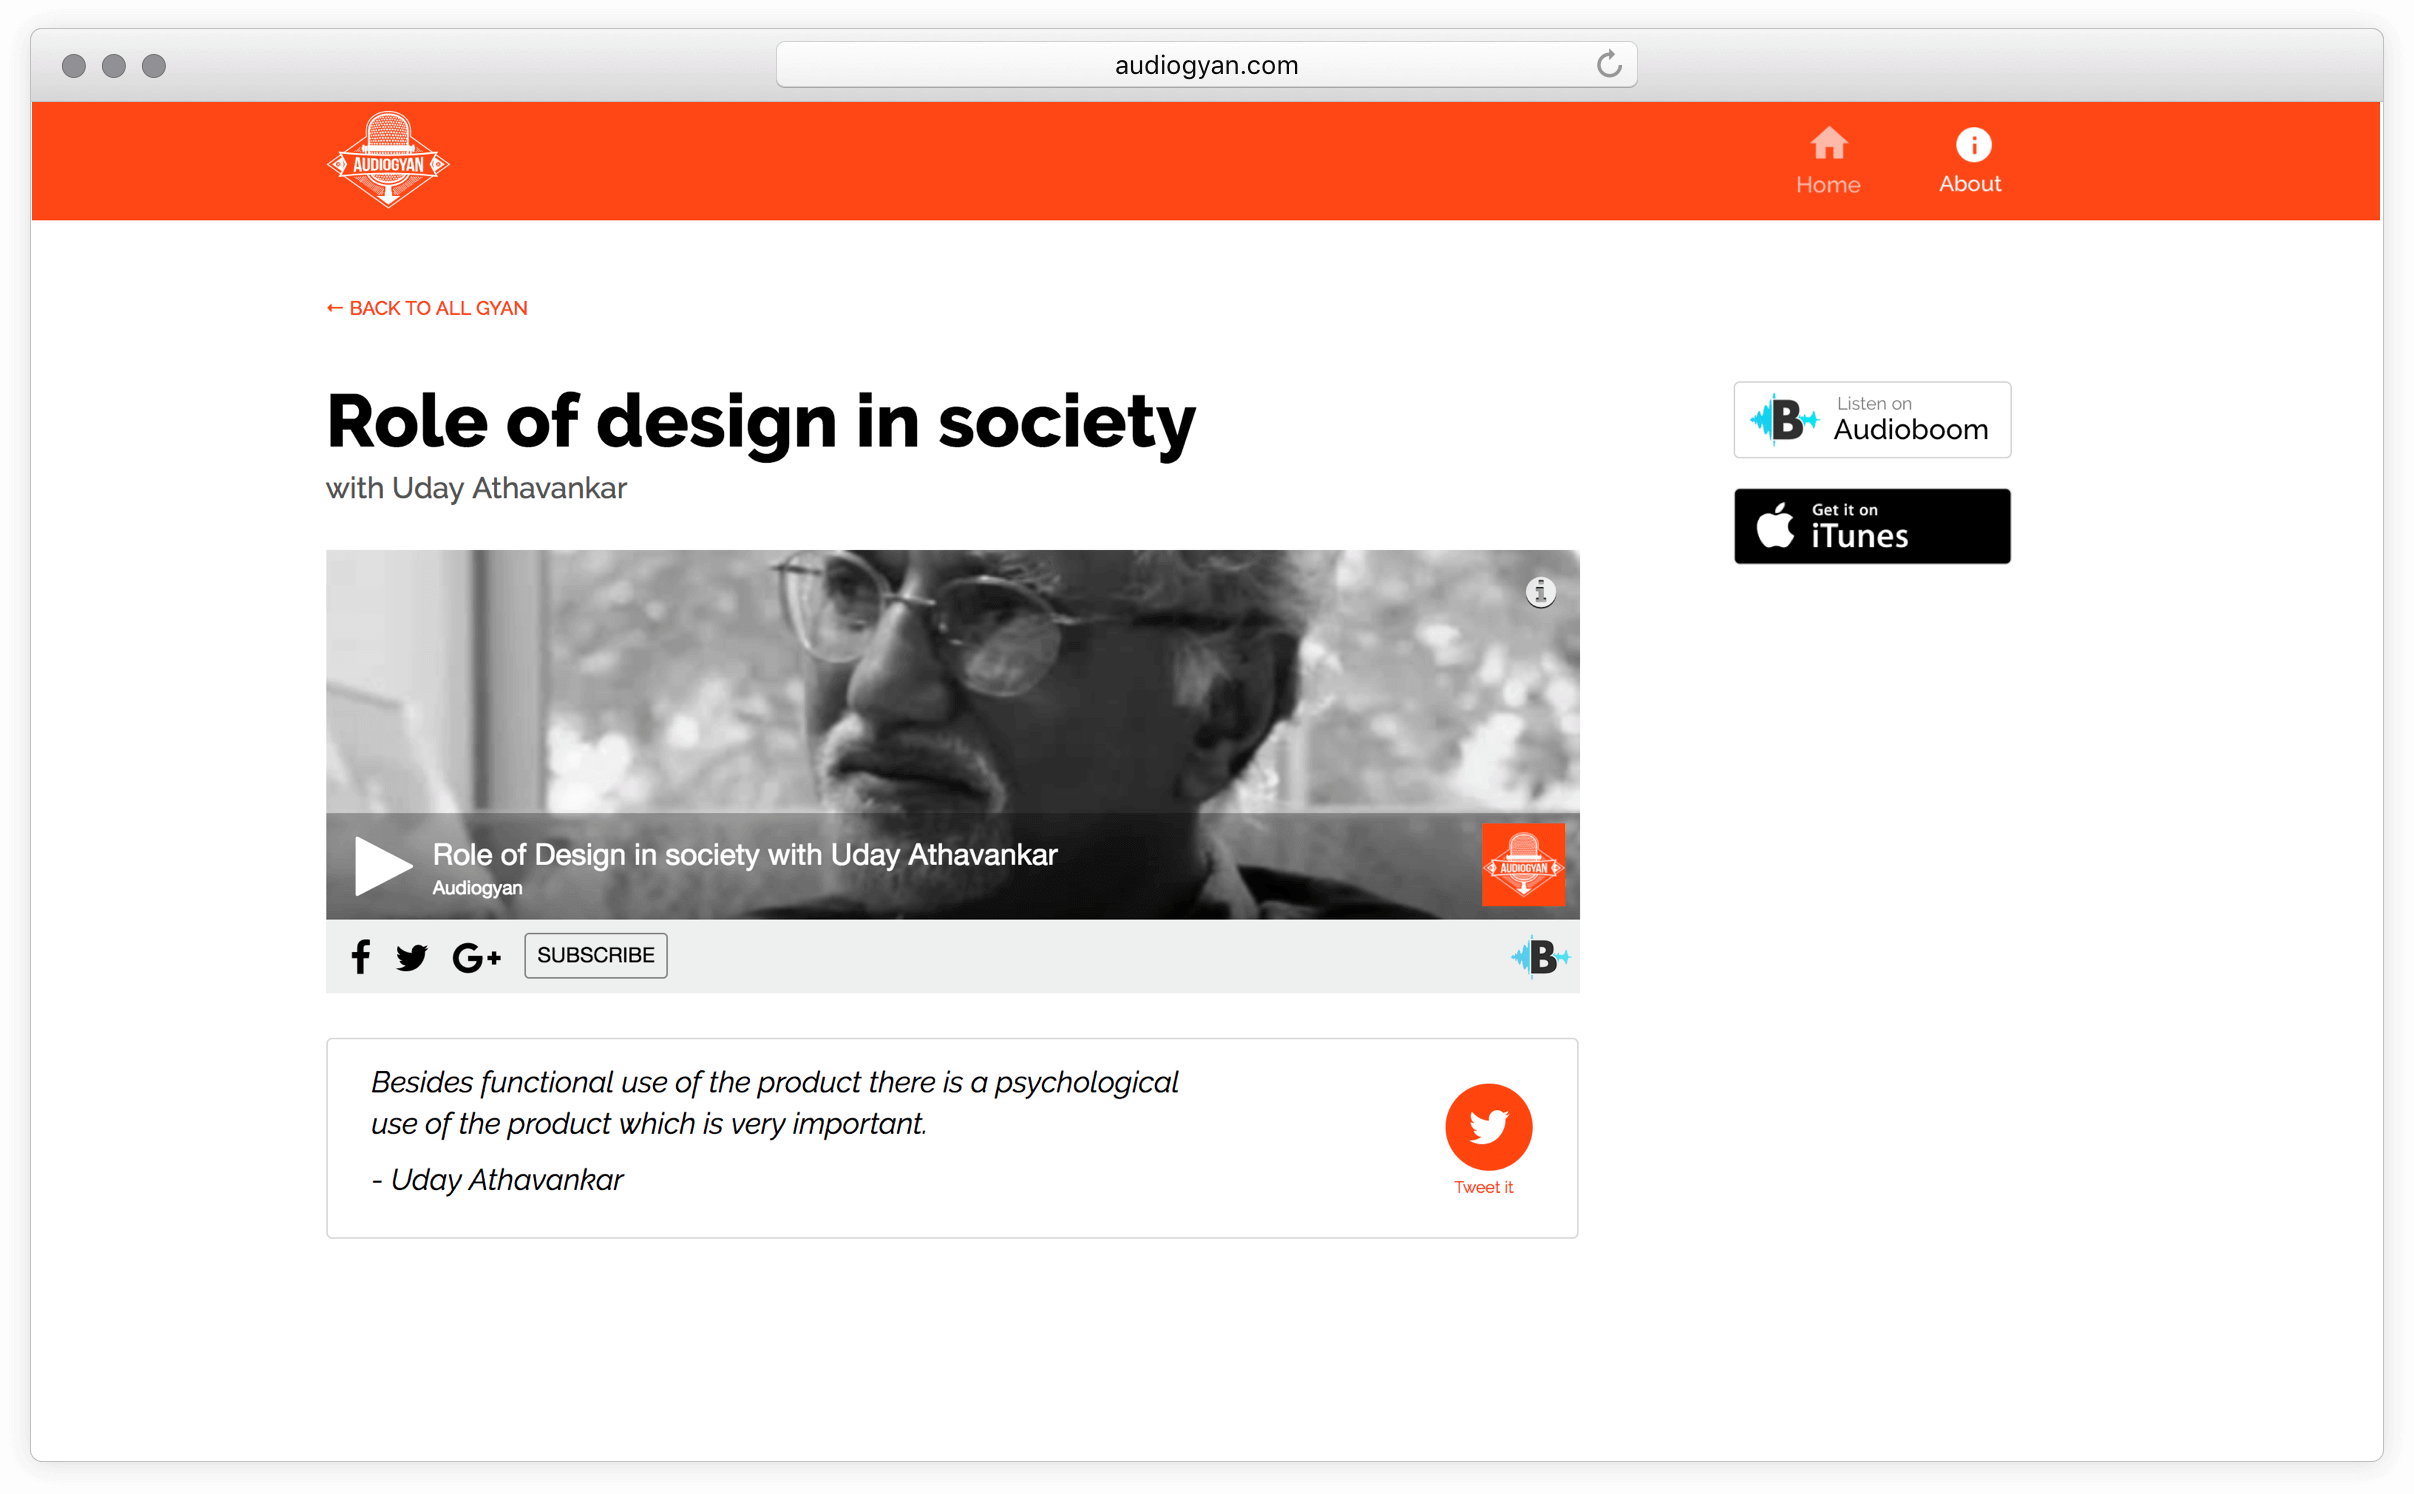 audiogyan.com
AUDIOGYAN
Home
About
← BACK TO ALL GYAN
Role of design in society
with Uday Athavankar
Listen on
Audioboom
Get it on
iTunes
Role of Design in society with Uday Athavankar
Audiogyan
AUDIOGYAN
SUBSCRIBE
B
Besides functional use of the product there is a psychological
use of the product which is very important.
- Uday Athavankar
Tweet it